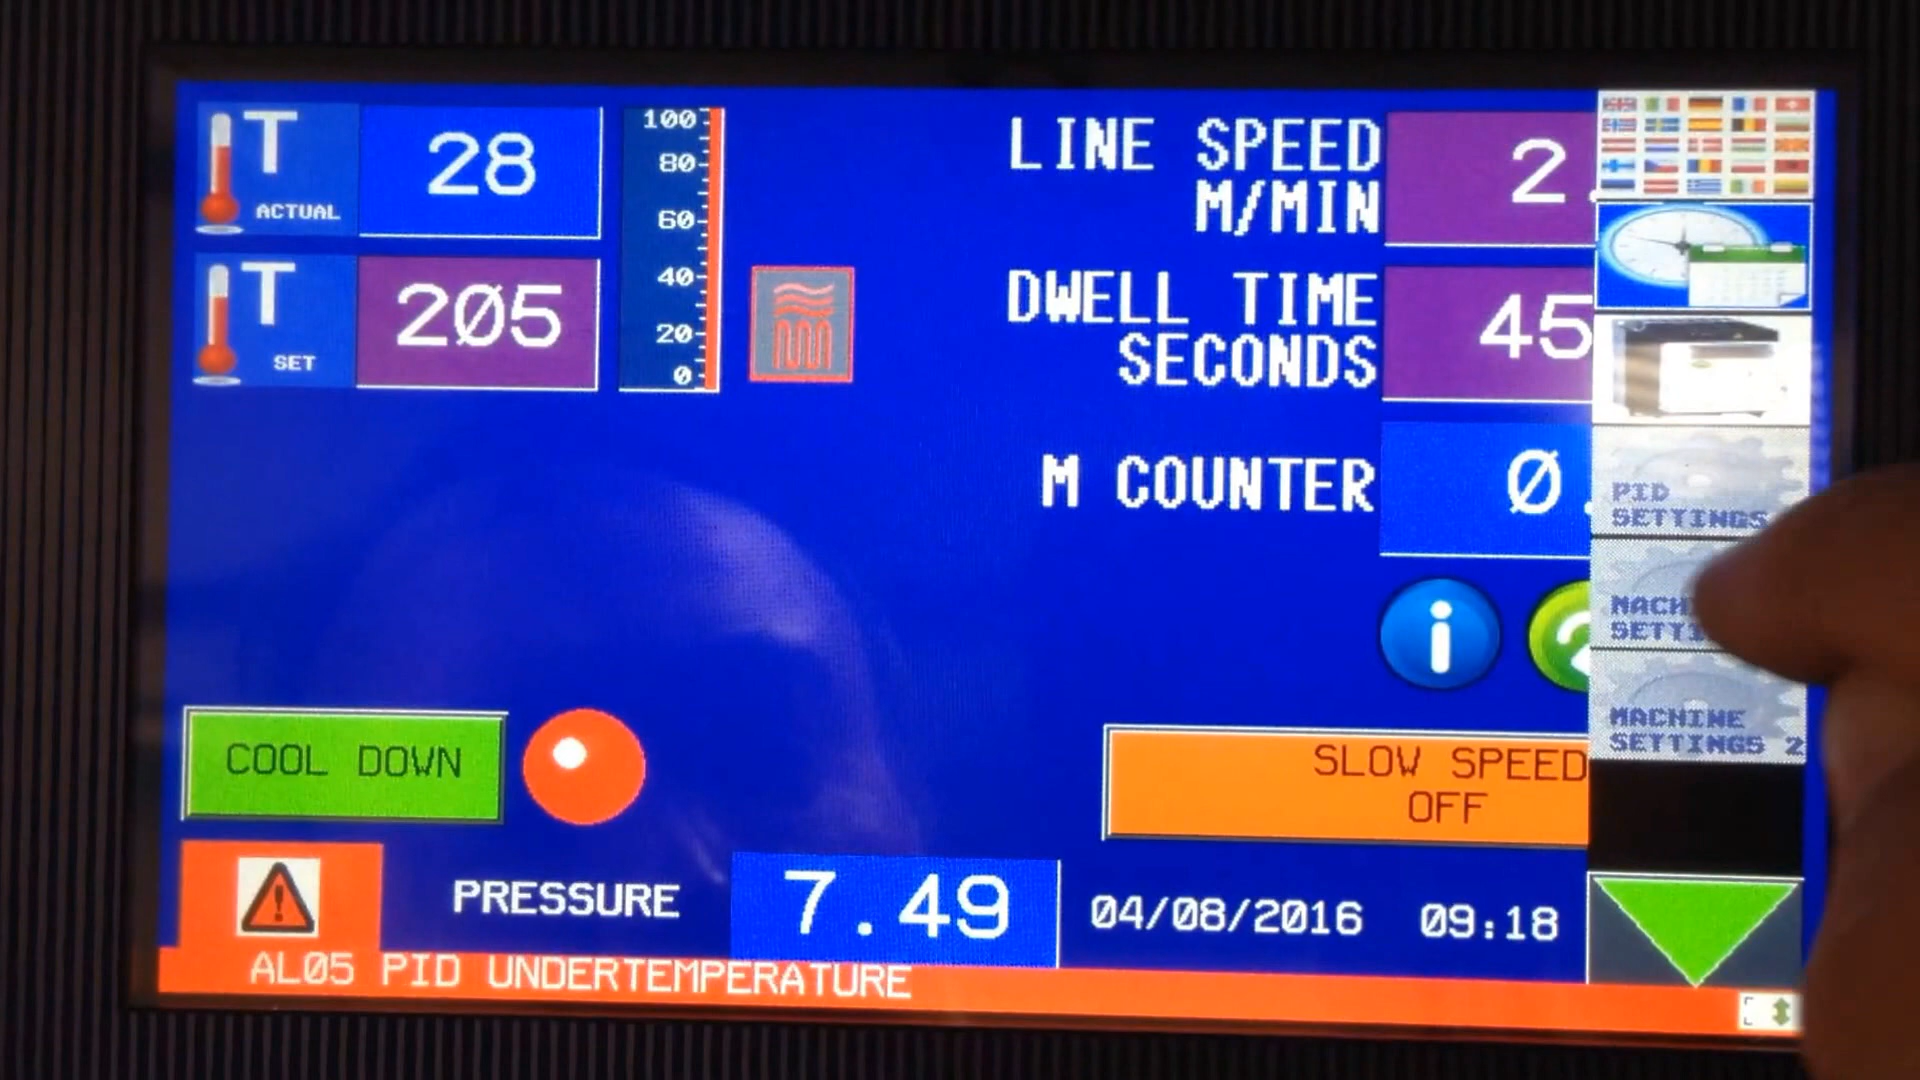 T
ACTUAL
28
100
80
60
40
20
0
T
SET
205
LINE SPEED
M/MIN
2.
DWELL TIME
SECONDS
45
M COUNTER
0.
i
PID
SETTINGS
MACHINE
SETTINGS 2
COOL DOWN
SLOW SPEED
OFF
PRESSURE
7.49
04/08/2016
09:18
AL05 PID UNDERTEMPERATURE